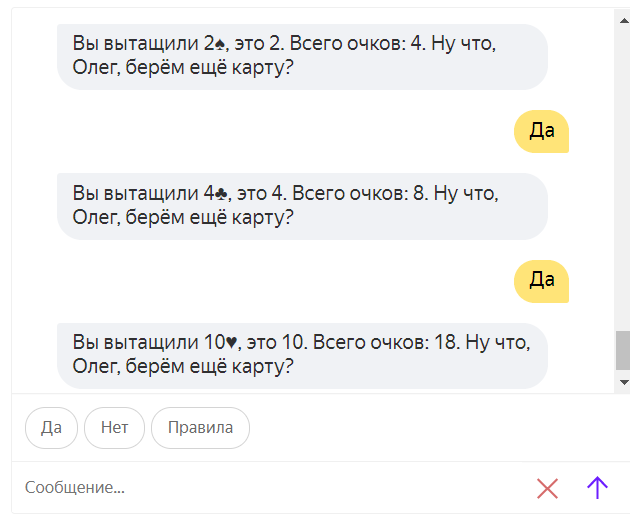 Вы вытащили 2♠, это 2. Всего очков: 4. Ну что,
Олег, берём ещё карту?
Да
Вы вытащили 4♣, это 4. Всего очков: 8. Ну что,
Олег, берём ещё карту?
Да
Вы вытащили 10♥, это 10. Всего очков: 18. Ну что,
Олег, берём ещё карту?
Да Нет Правила
Сообщение...